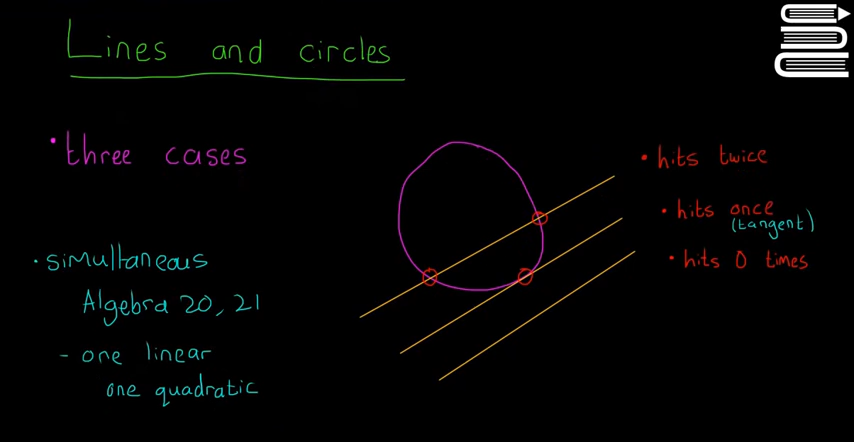 Lines and circles
• three cases
• hits twice
• hits once
(tangent)
• hits 0 times
• simultaneous
Algebra 20, 21
- one linear
one quadratic